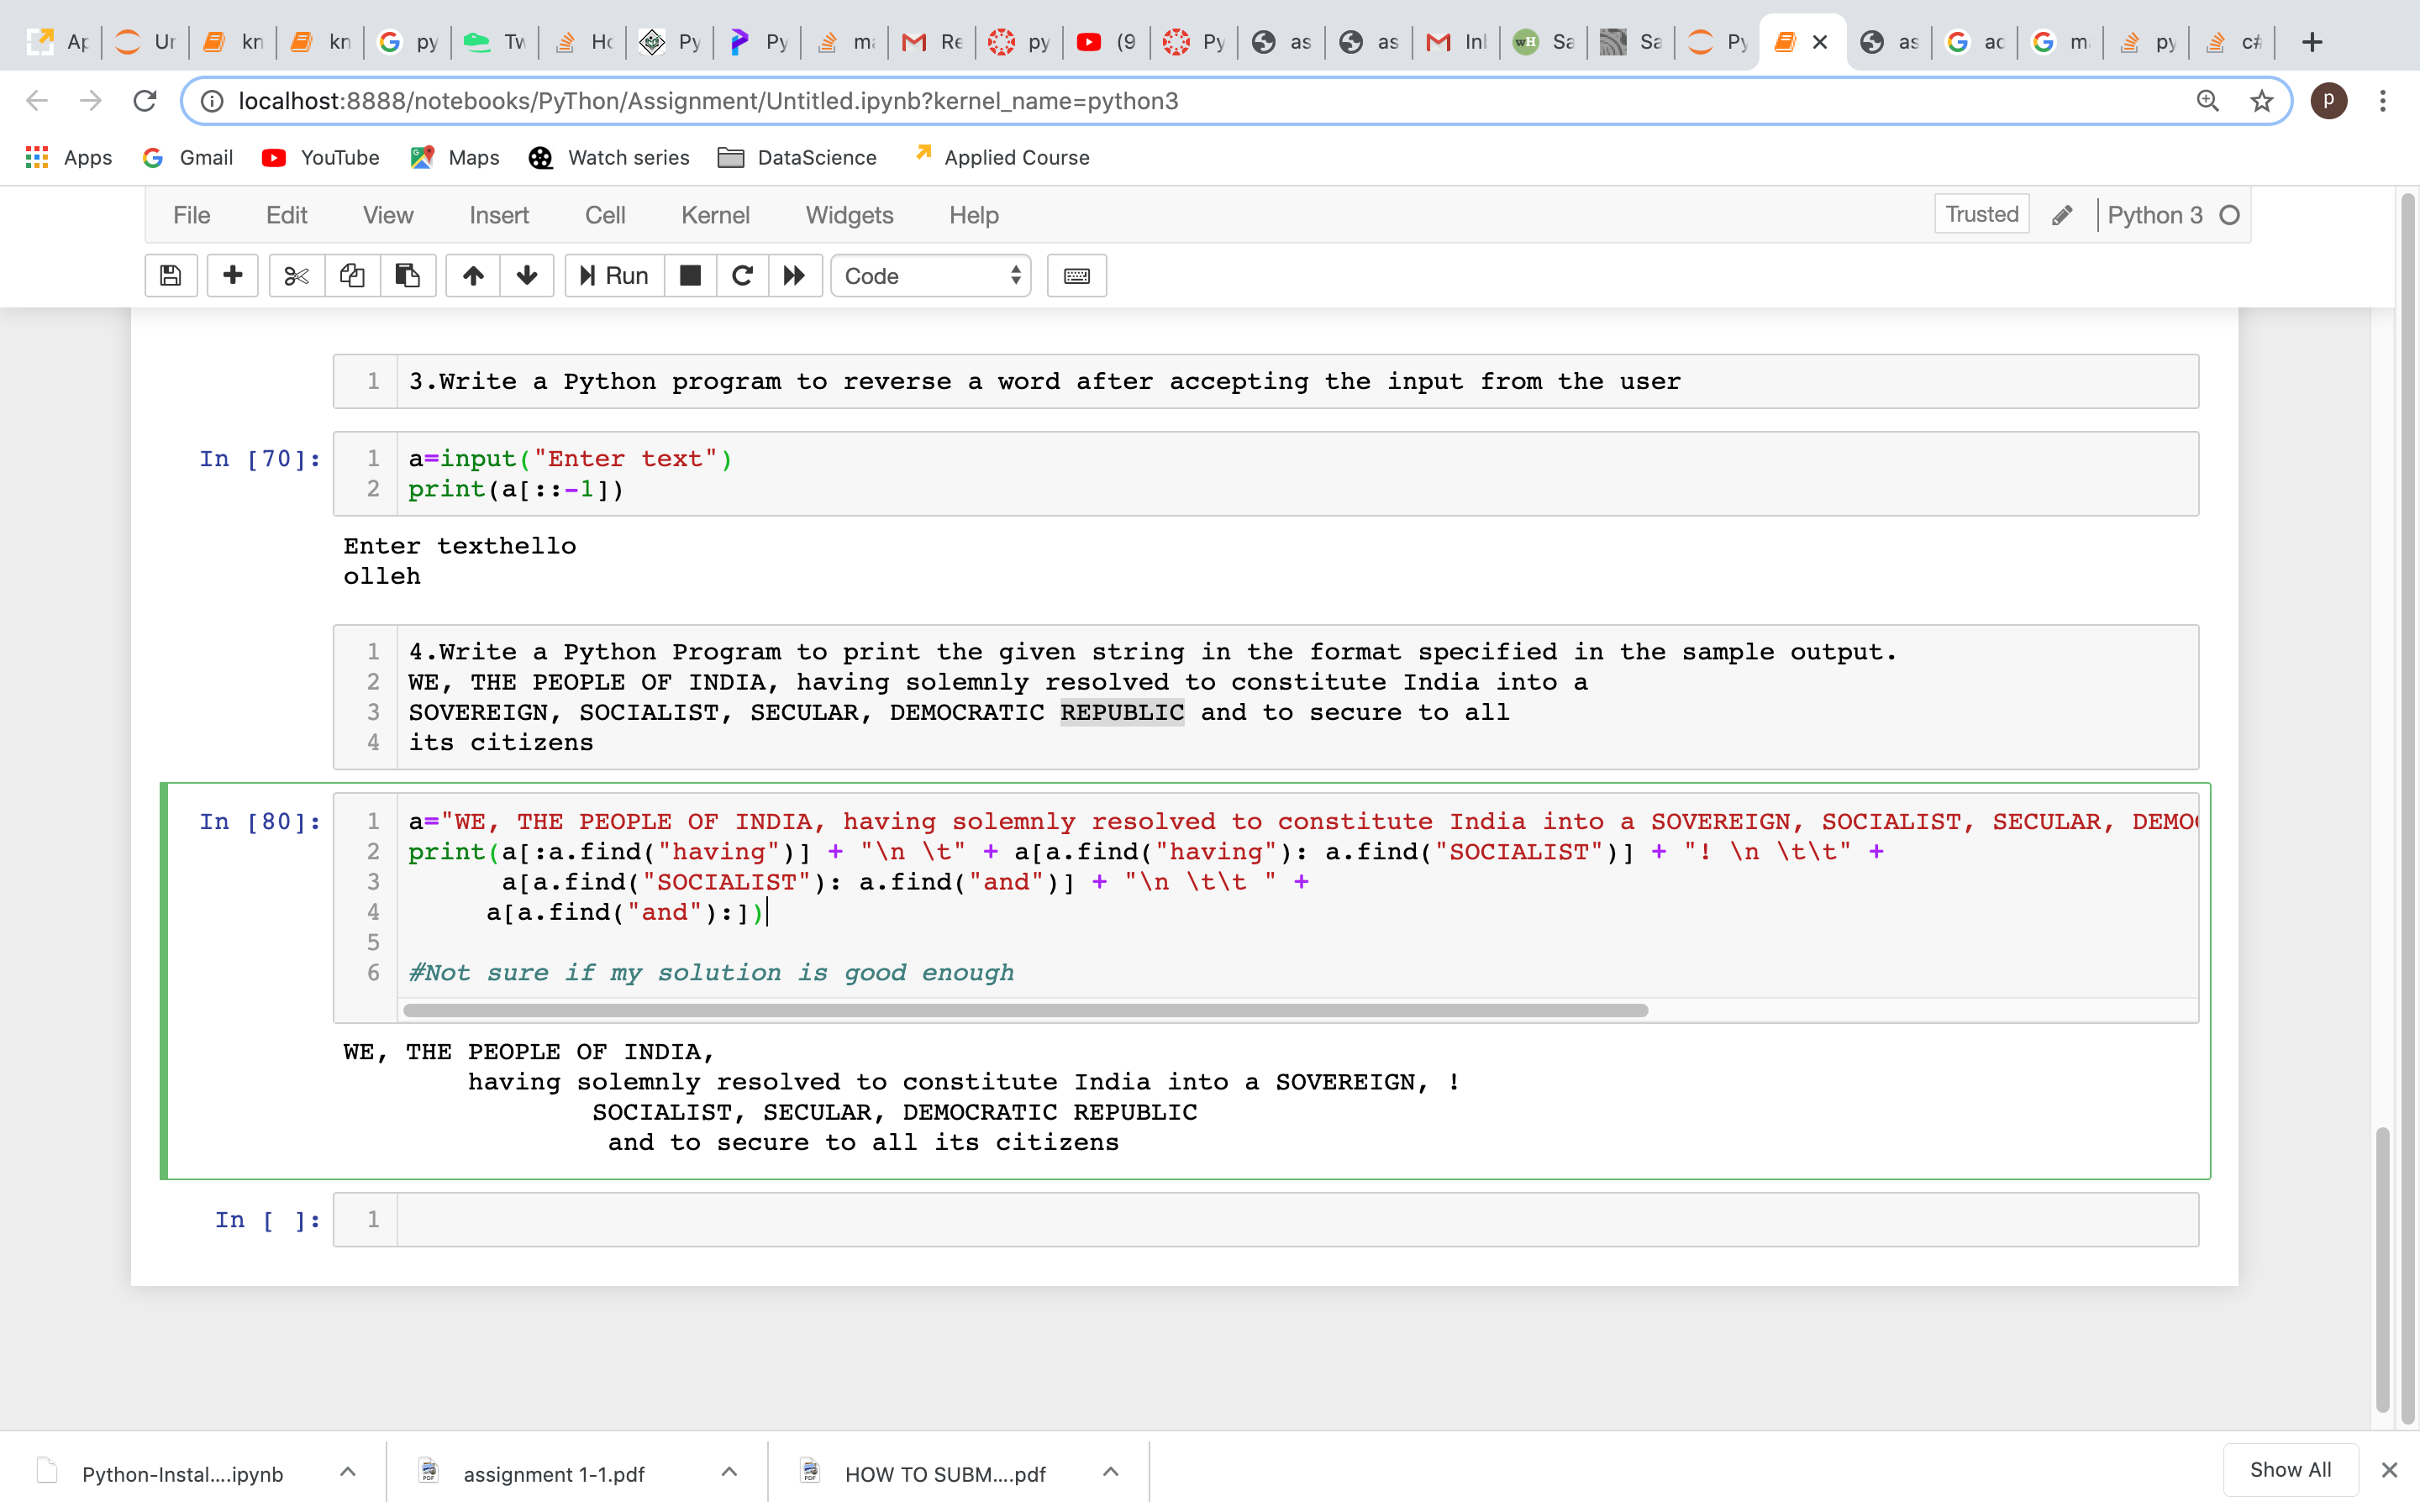 Ap Ur kn kn py Tw Ho Py Py ma Re py (9 Py as as Inl Sa Sa Py as ac m py c#
localhost:8888/notebooks/PyThon/Assignment/Untitled.ipynb?kernel_name=python3 p
Apps Gmail YouTube Maps Watch series DataScience Applied Course
File Edit View Insert Cell Kernel Widgets Help Trusted Python 3
Run Code
1 3.Write a Python program to reverse a word after accepting the input from the user
In [70]: 1 a=input("Enter text")
2 print(a[::-1])
Enter texthello
olleh
1 4.Write a Python Program to print the given string in the format specified in the sample output.
2 WE, THE PEOPLE OF INDIA, having solemnly resolved to constitute India into a
3 SOVEREIGN, SOCIALIST, SECULAR, DEMOCRATIC REPUBLIC and to secure to all
4 its citizens
In [80]: 1 a="WE, THE PEOPLE OF INDIA, having solemnly resolved to constitute India into a SOVEREIGN, SOCIALIST, SECULAR, DEMO
2 print(a[:a.find("having")] + "\n \t" + a[a.find("having"): a.find("SOCIALIST")] + "! \n \t\t" +
3 a[a.find("SOCIALIST"): a.find("and")] + "\n \t\t " +
4 a[a.find("and"):])
5
6 #Not sure if my solution is good enough
WE, THE PEOPLE OF INDIA,
having solemnly resolved to constitute India into a SOVEREIGN, !
SOCIALIST, SECULAR, DEMOCRATIC REPUBLIC
and to secure to all its citizens
In [ ]: 1
Python-Instal....ipynb assignment 1-1.pdf HOW TO SUBM....pdf Show All